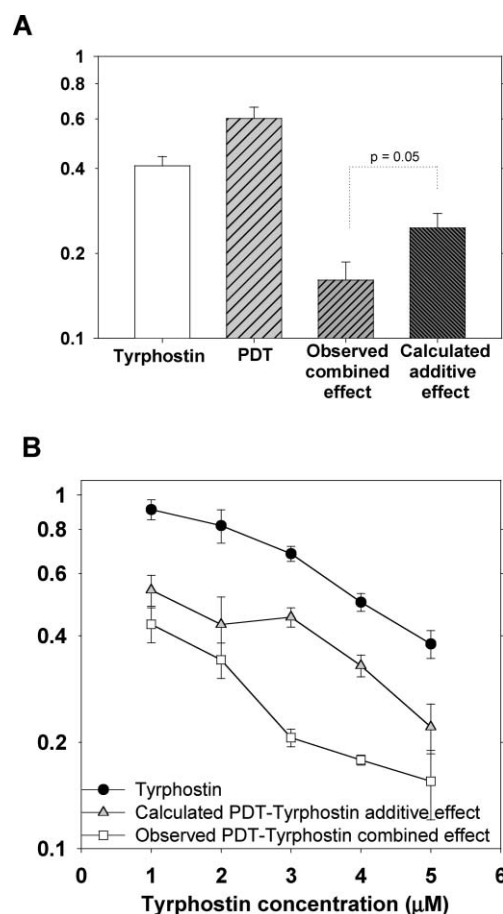 A
1
0.8
0.6
0.4
0.2
0.1
p = 0.05
Tyrphostin
PDT
Observed
combined
effect
Calculated
additive
effect
B
1
0.8
0.6
0.4
0.2
0.1
Tyrphostin
Calculated PDT-Tyrphostin additive effect
Observed PDT-Tyrphostin combined effect
0 1 2 3 4 5 6
Tyrphostin concentration (µM)